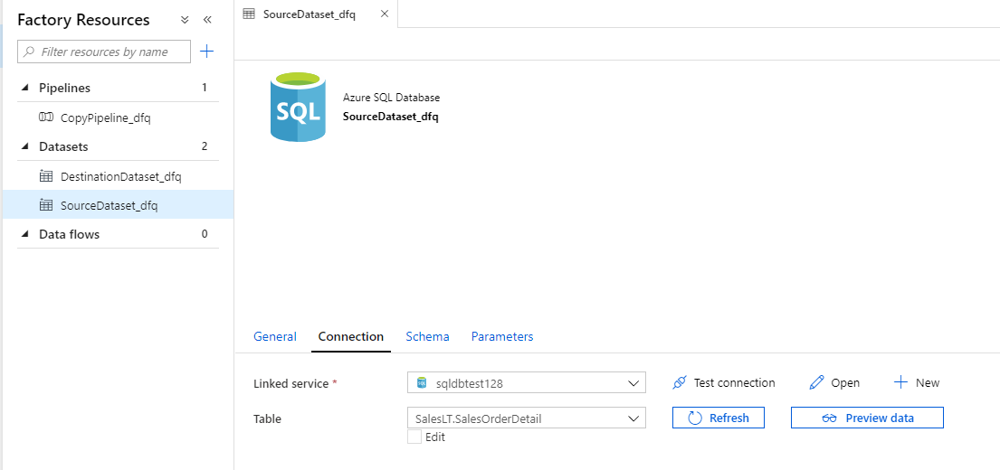 Factory Resources
Filter resources by name
Pipelines 1
CopyPipeline_dfq
Datasets 2
DestinationDataset_dfq
SourceDataset_dfq
Data flows 0
SourceDataset_dfq
SQL
Azure SQL Database
SourceDataset_dfq
General Connection Schema Parameters
Linked service * SQL sqldbtest128 Test connection Open New
Table SalesLT.SalesOrderDetail Refresh Preview data
Edit